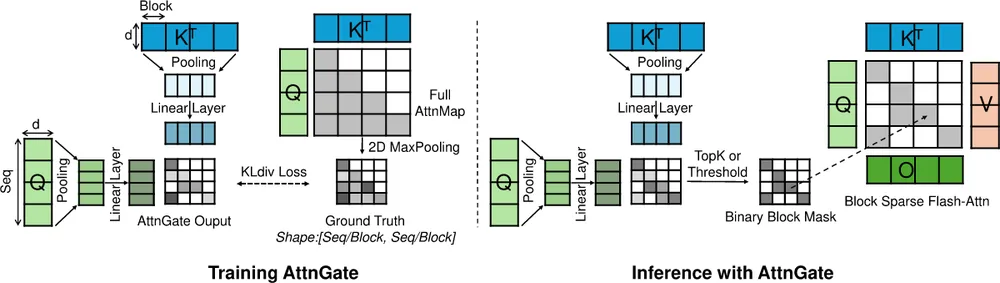 Block
d
K^T
Pooling
Linear Layer
d
Seq
Q
Pooling
Linear Layer
AttnGate Ouput
KLdiv Loss
K^T
Q
Full
AttnMap
2D MaxPooling
Ground Truth
Shape:[Seq/Block, Seq/Block]
Training AttnGate
K^T
Pooling
Linear Layer
Q
Pooling
Linear Layer
TopK or
Threshold
Binary Block Mask
K^T
Q
V
O
Block Sparse Flash-Attn
Inference with AttnGate